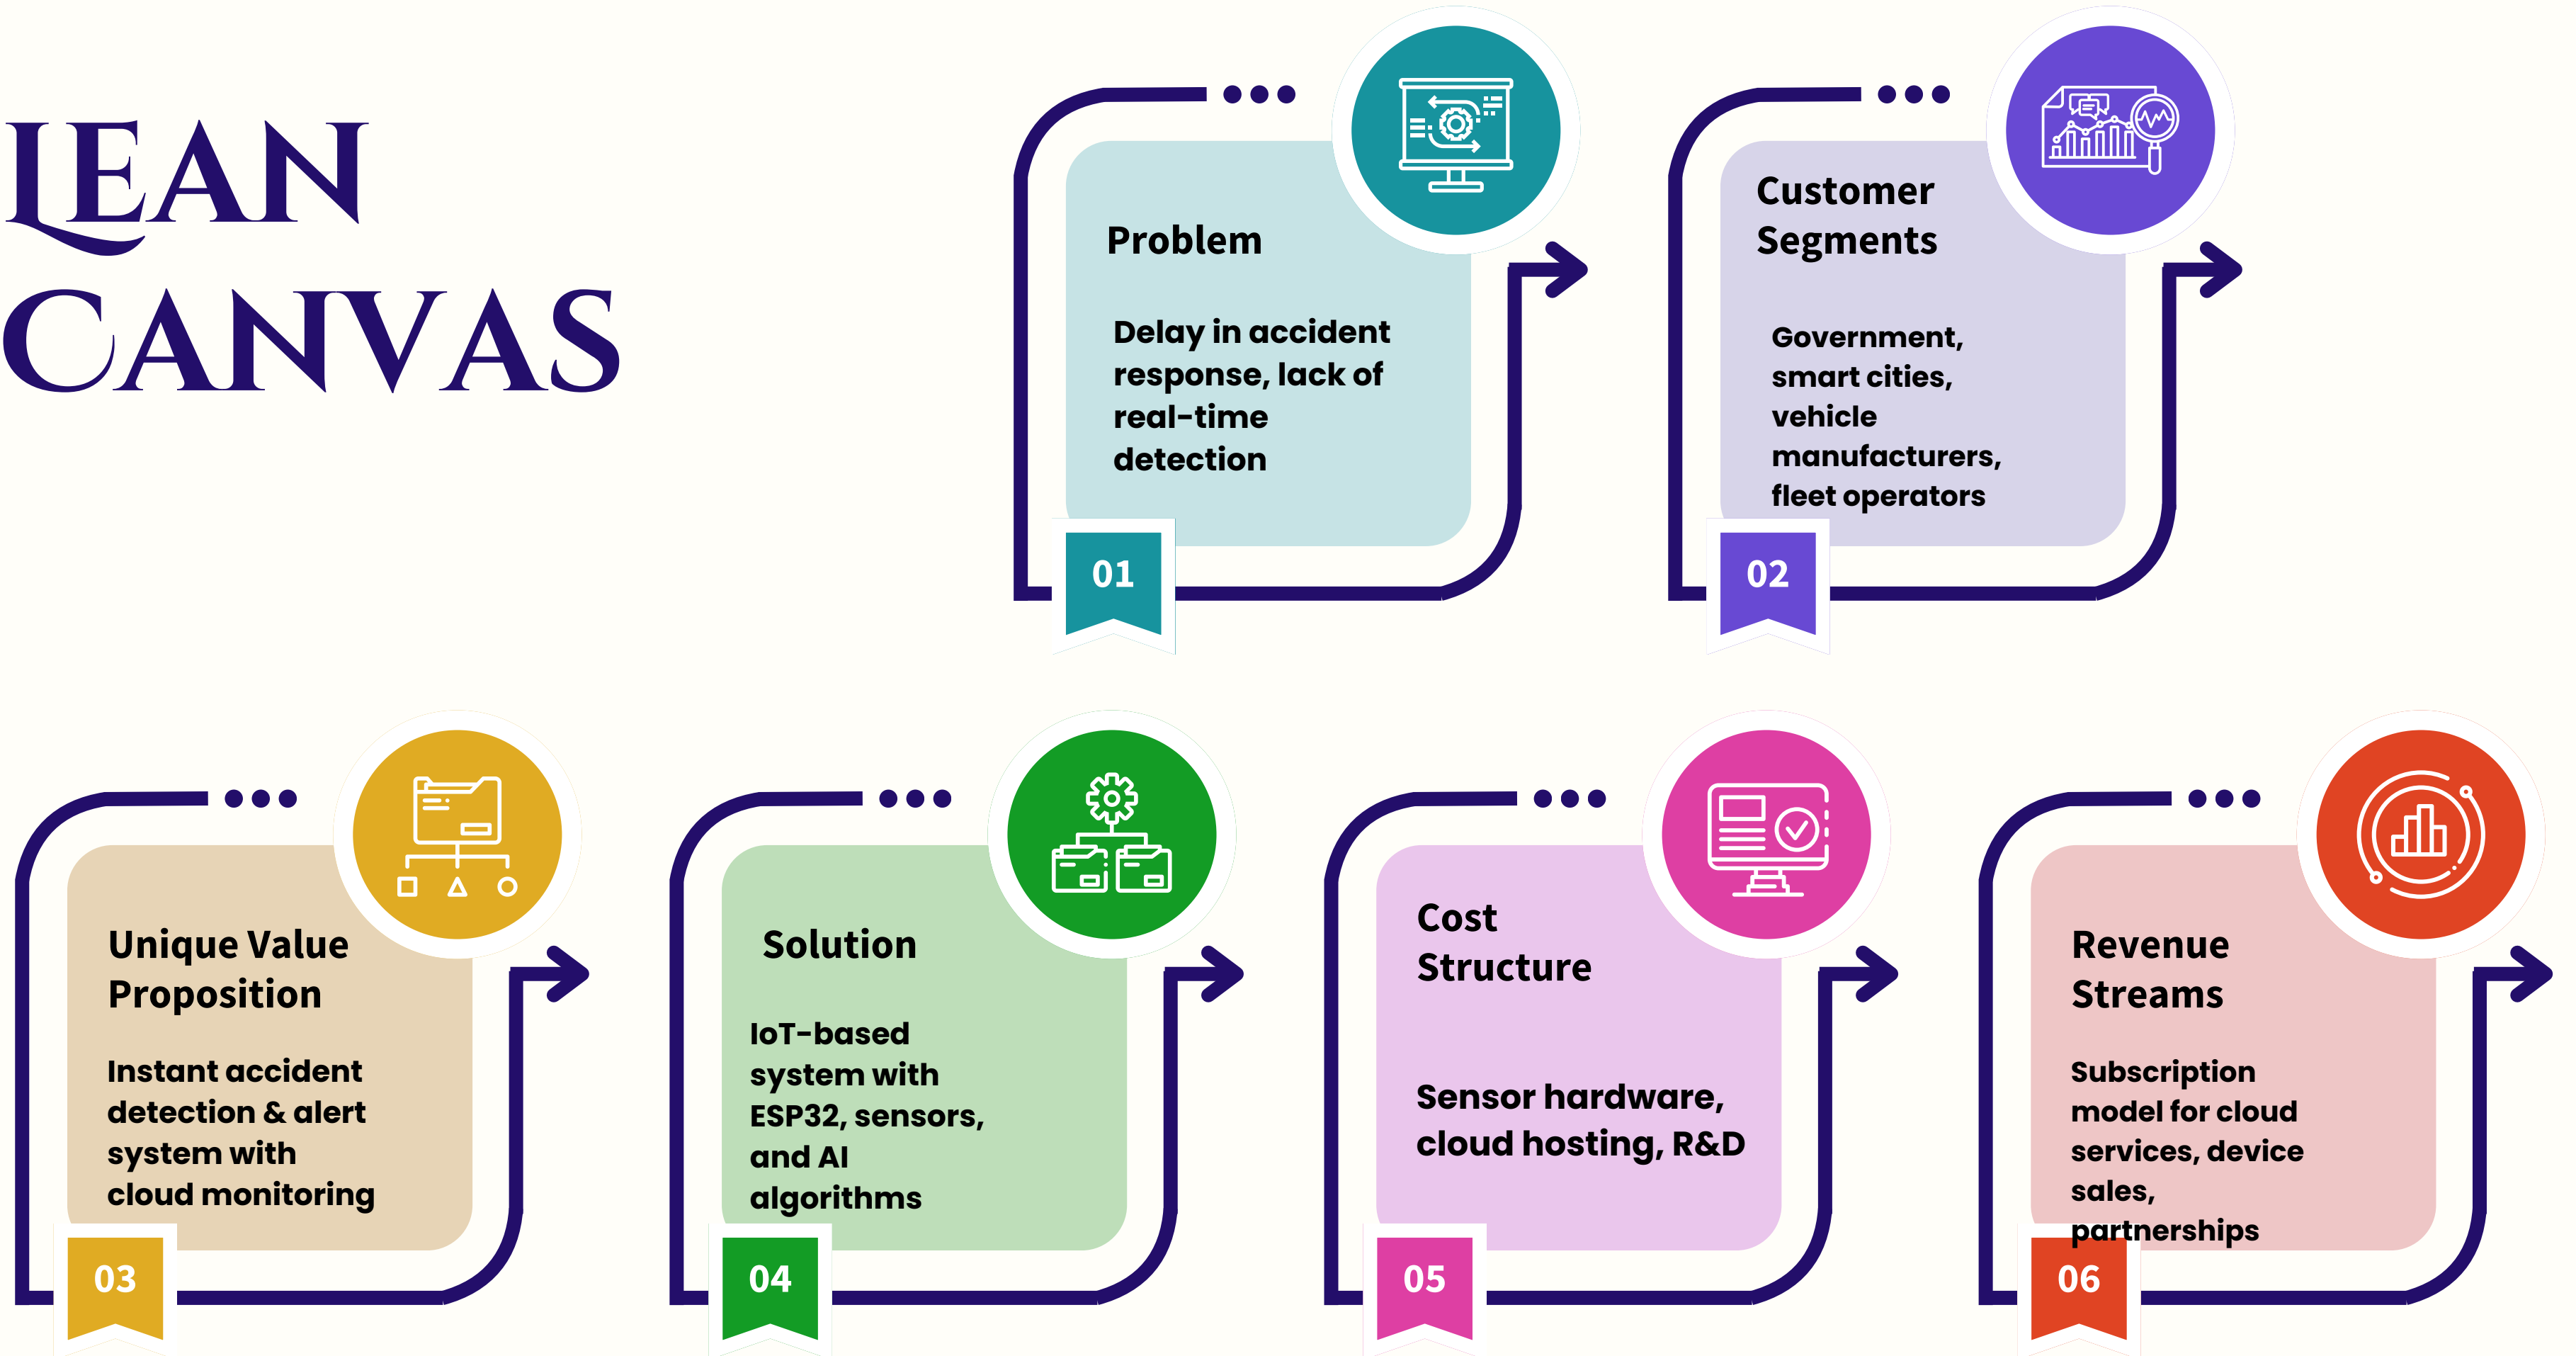 LEAN
CANVAS
Problem
Delay in accident
response, lack of
real-time
detection
01
Customer
Segments
Government,
smart cities,
vehicle
manufacturers,
fleet operators
02
Unique Value
Proposition
Instant accident
detection & alert
system with
cloud monitoring
03
Solution
IoT-based
system with
ESP32, sensors,
and AI
algorithms
04
Cost
Structure
Sensor hardware,
cloud hosting, R&D
05
Revenue
Streams
Subscription
model for cloud
services, device
sales,
partnerships
06